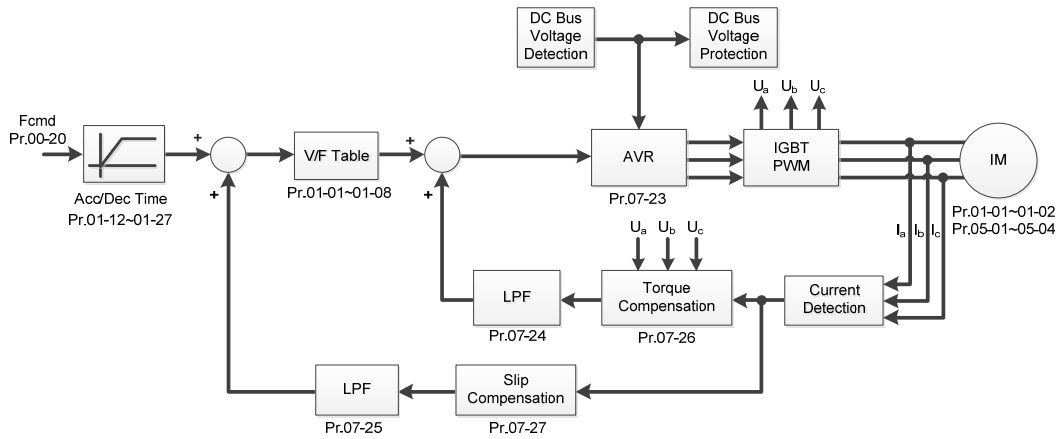 DC Bus
Voltage
Detection
DC Bus
Voltage
Protection
Ua
Ub
Uc
Fcmd
Pr.00-20
+
+
Acc/Dec Time
Pr.01-12~01-27
V/F Table
Pr.01-01~01-08
+
+
AVR
Pr.07-23
IGBT
PWM
IM
Pr.01-01~01-02
Pr.05-01~05-04
Ia
Ib
Ic
Ua
Ub
Uc
LPF
Pr.07-24
Torque
Compensation
Pr.07-26
Current
Detection
LPF
Pr.07-25
Slip
Compensation
Pr.07-27